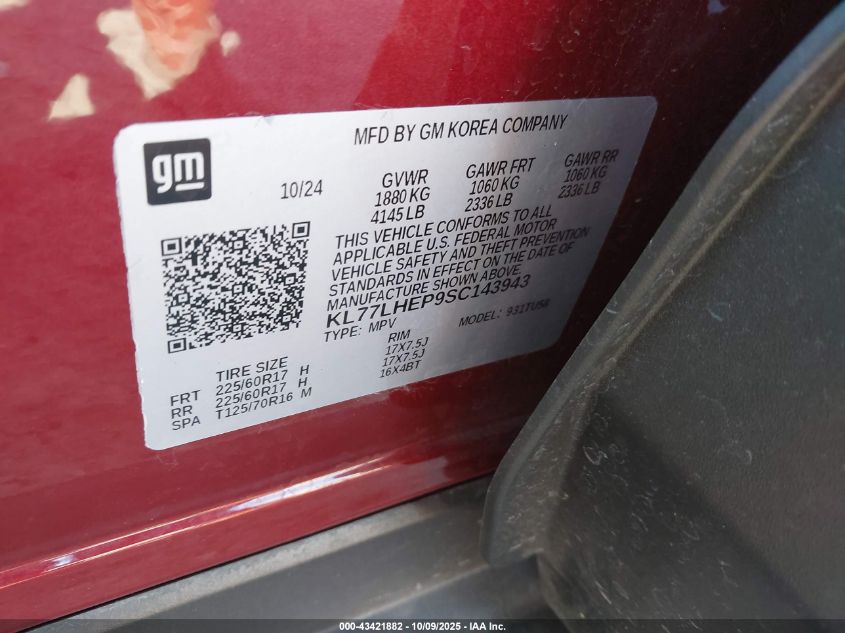 MFD BY GM KOREA COMPANY
gm
10/24
GVWR GAWR FRT GAWR RR
1880 KG 1060 KG 1060 KG
4145 LB 2336 LB 2336 LB
THIS VEHICLE CONFORMS TO ALL
APPLICABLE U.S. FEDERAL MOTOR
VEHICLE SAFETY AND THEFT PREVENTION
STANDARDS IN EFFECT ON THE DATE OF
MANUFACTURE SHOWN ABOVE.
KL77LHEP9SC143943
TYPE: MPV MODEL: 931TU58
TIRE SIZE RIM
FRT 225/60R17 H 17X7.5J
RR 225/60R17 H 17X7.5J
SPA T125/70R16 M 16X4BT
000-43421882 - 10/09/2025 - IAA Inc.